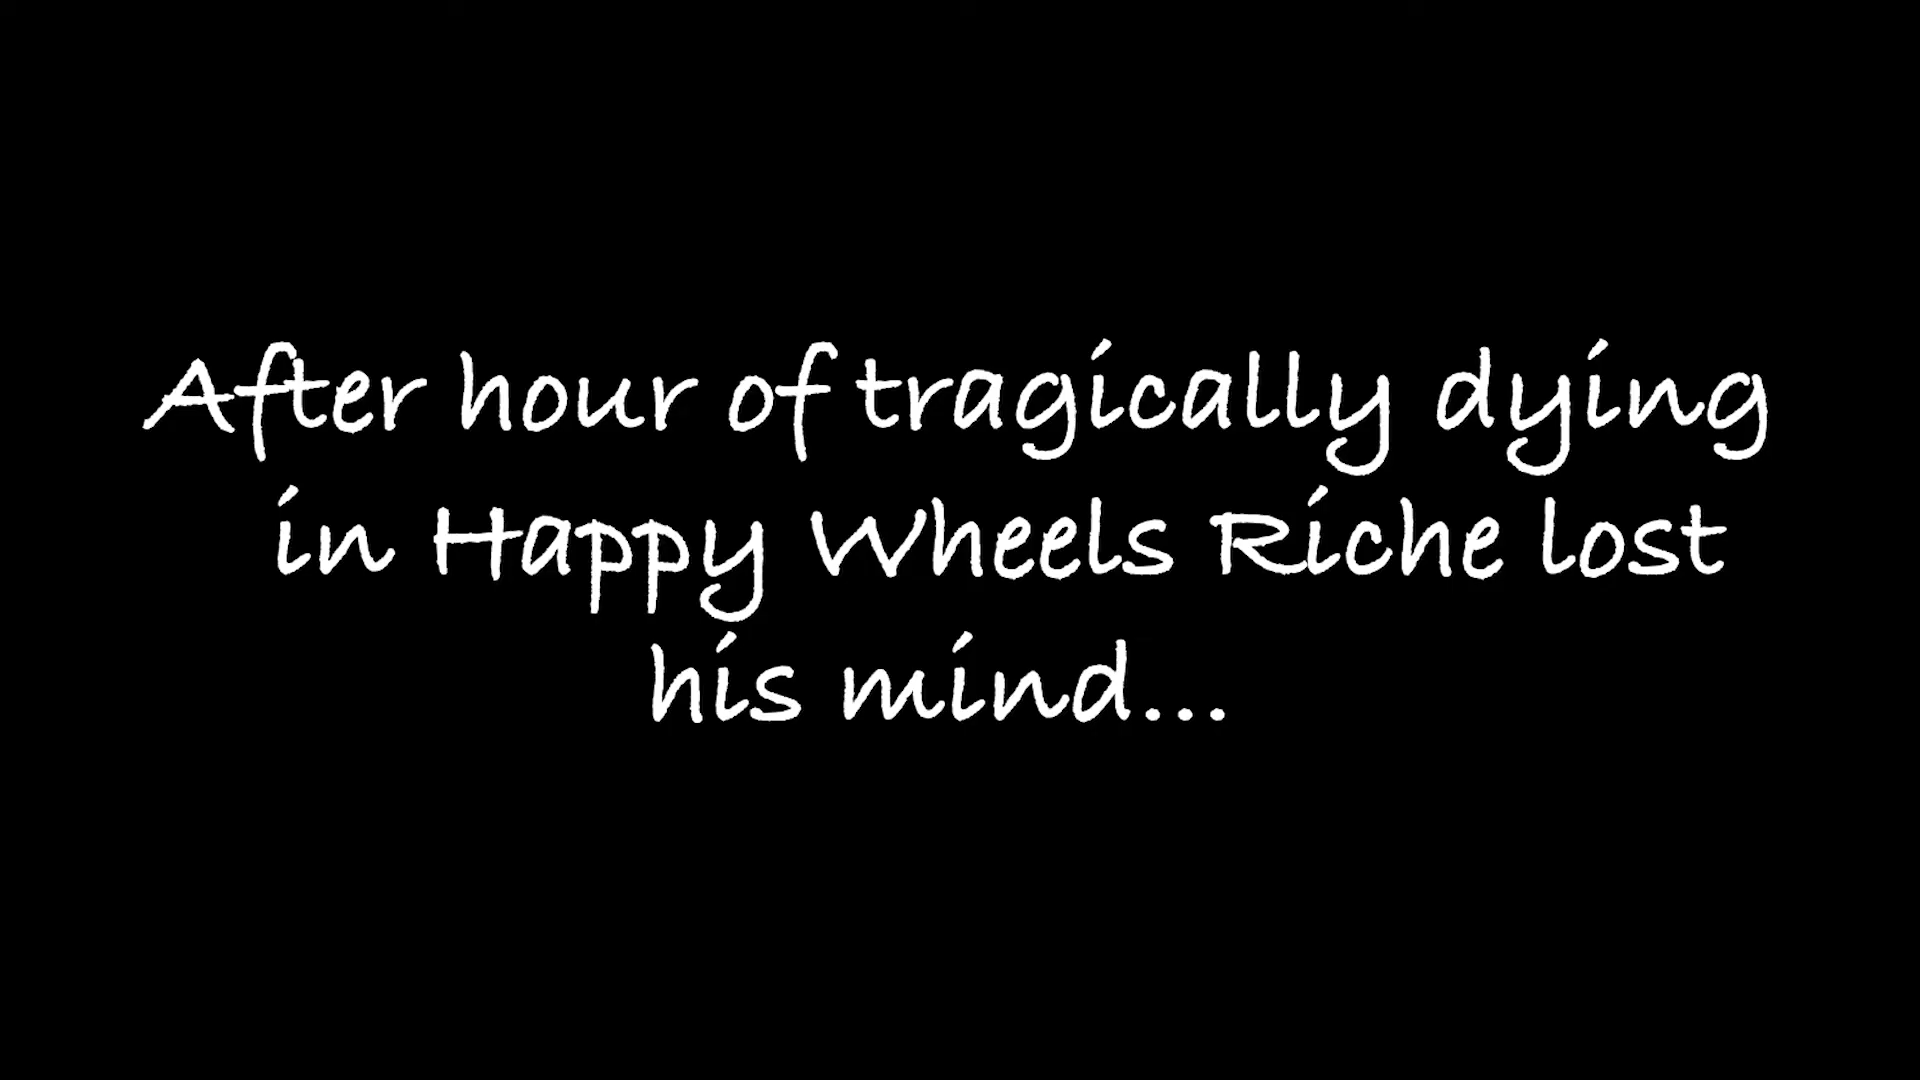 After hour of tragically dying
in Happy Wheels Riche lost
his mind...